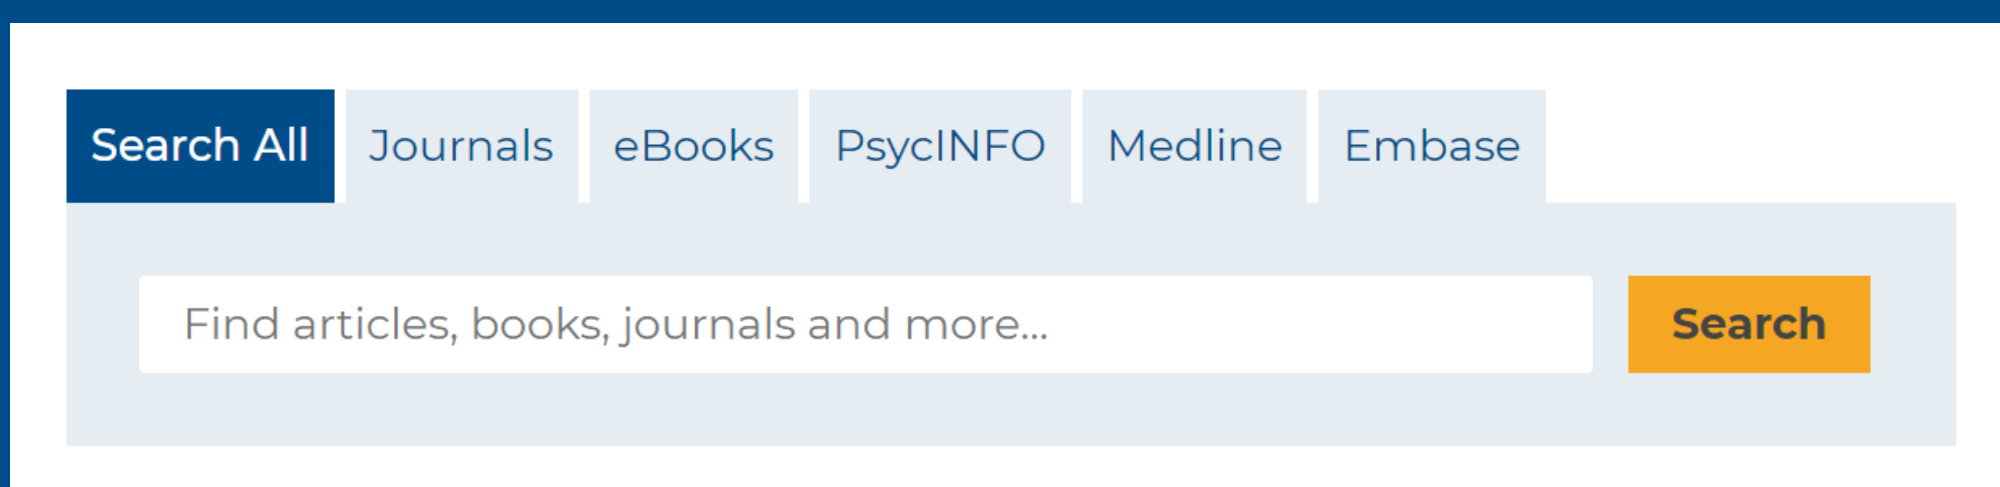 Search All Journals eBooks PsycINFO Medline Embase
Find articles, books, journals and more... Search